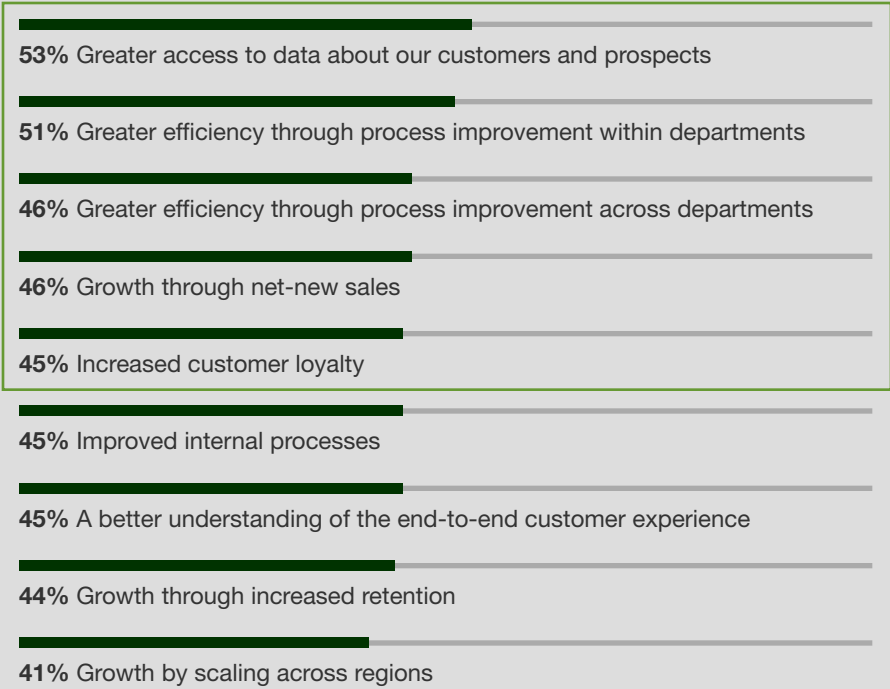 53% Greater access to data about our customers and prospects
51% Greater efficiency through process improvement within departments
46% Greater efficiency through process improvement across departments
46% Growth through net-new sales
45% Increased customer loyalty
45% Improved internal processes
45% A better understanding of the end-to-end customer experience
44% Growth through increased retention
41% Growth by scaling across regions